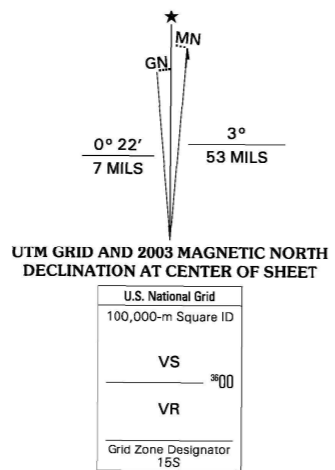 ★
MN
GN
0° 22'
7 MILS
3°
53 MILS
UTM GRID AND 2003 MAGNETIC NORTH
DECLINATION AT CENTER OF SHEET
U.S. National Grid
100,000-m Square ID
VS
3600
VR
Grid Zone Designator
15S